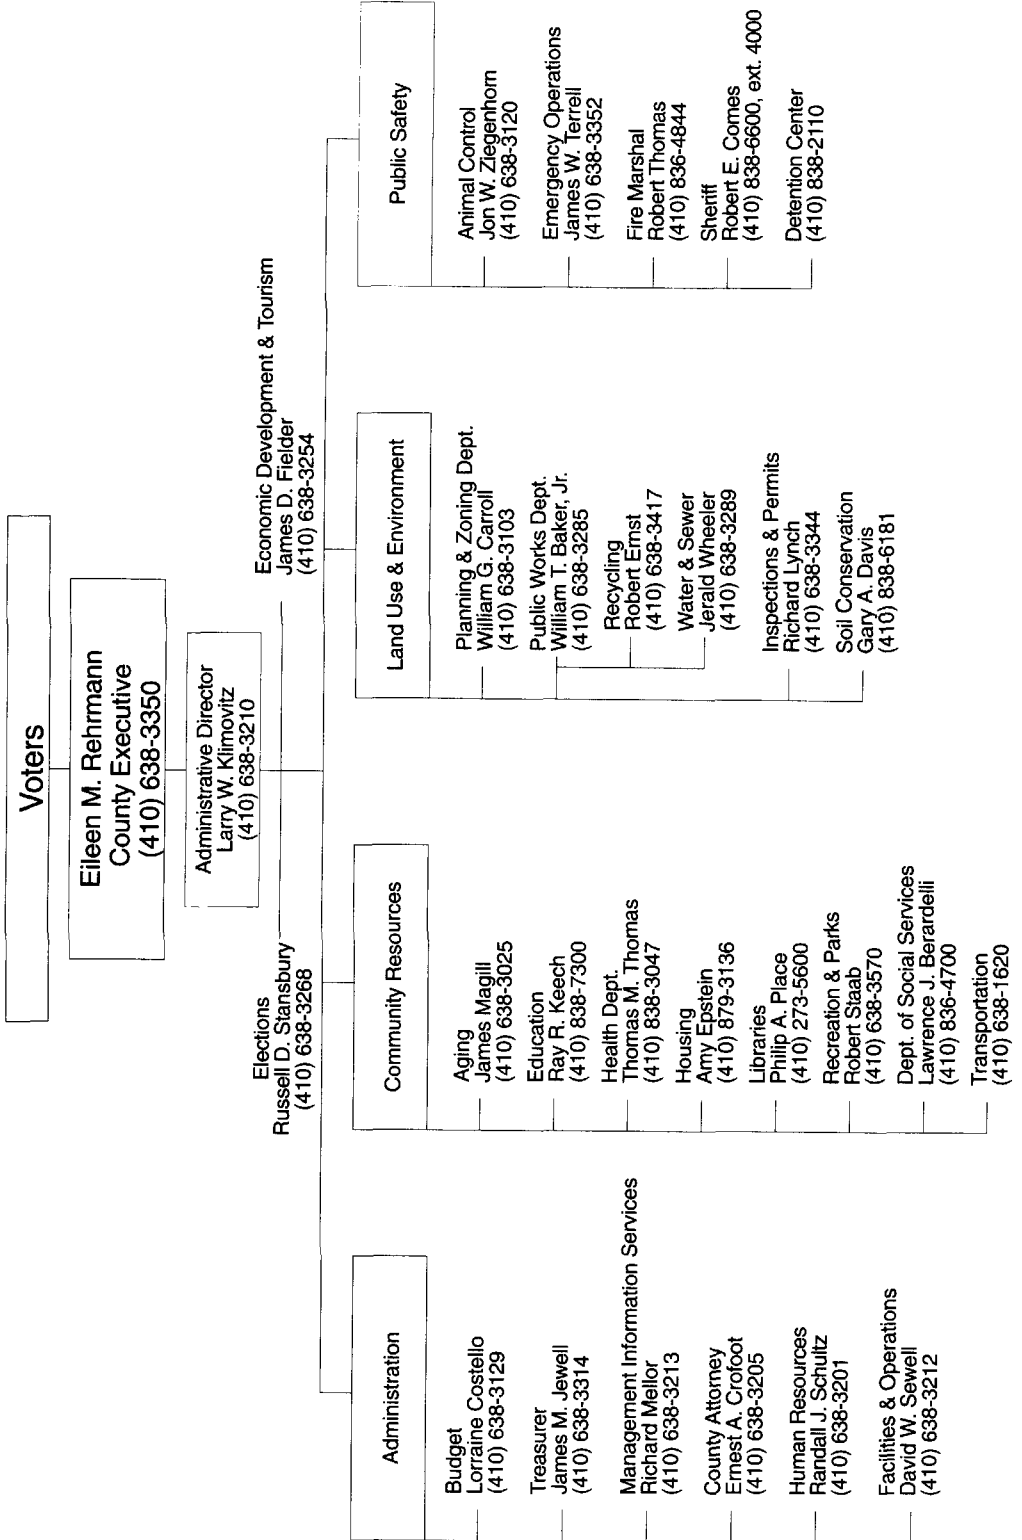 Voters
Eileen M. Rehrmann
County Executive
(410) 638-3350
Administrative Director
Larry W. Klimovitz
(410) 638-3210
Elections
Russell D. Stansbury
(410) 638-3268
Economic Development & Tourism
James D. Fielder
(410) 638-3254
Administration
Budget
Lorraine Costello
(410) 638-3129
Treasurer
James M. Jewell
(410) 638-3314
Management Information Services
Richard Mellor
(410) 638-3213
County Attorney
Ernest A. Crofoot
(410) 638-3205
Human Resources
Randall J. Schultz
(410) 638-3201
Facilities & Operations
David W. Sewell
(410) 638-3212
Community Resources
Aging
James Magill
(410) 638-3025
Education
Ray R. Keech
(410) 838-7300
Health Dept.
Thomas M. Thomas
(410) 838-3047
Housing
Amy Epstein
(410) 879-3136
Libraries
Philip A. Place
(410) 273-5600
Recreation & Parks
Robert Staab
(410) 638-3570
Dept. of Social Services
Lawrence J. Berardelli
(410) 836-4700
Transportation
(410) 638-1620
Land Use & Environment
Planning & Zoning Dept.
William G. Carroll
(410) 638-3103
Public Works Dept.
William T. Baker, Jr.
(410) 638-3285
Recycling
Robert Ernst
(410) 638-3417
Water & Sewer
Jerald Wheeler
(410) 638-3289
Inspections & Permits
Richard Lynch
(410) 638-3344
Soil Conservation
Gary A. Davis
(410) 838-6181
Public Safety
Animal Control
Jon W. Ziegenhorn
(410) 638-3120
Emergency Operations
James W. Terrell
(410) 638-3352
Fire Marshal
Robert Thomas
(410) 836-4844
Sheriff
Robert E. Comes
(410) 838-6600, ext. 4000
Detention Center
(410) 838-2110